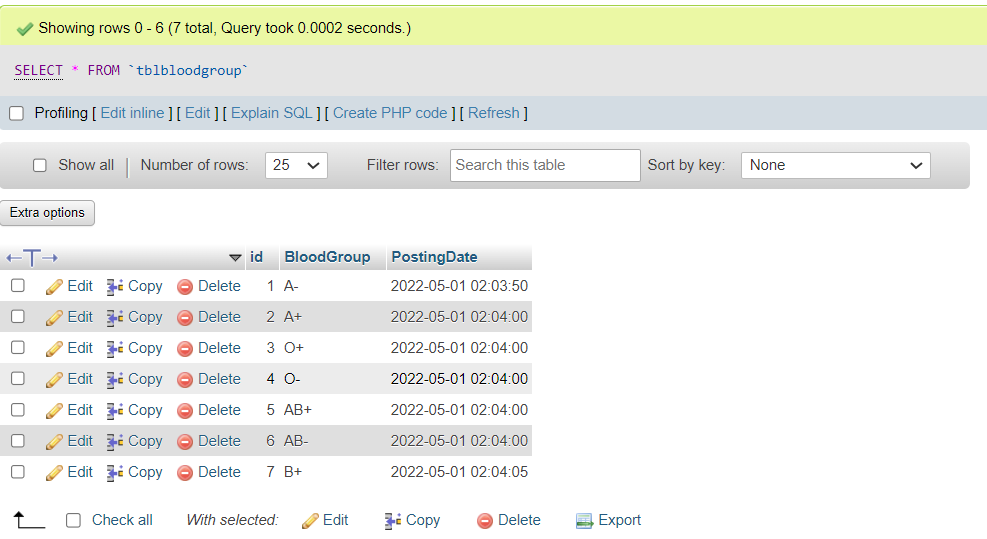 Showing rows 0 - 6 (7 total, Query took 0.0002 seconds.)
SELECT * FROM `tblbloodgroup`
Profiling [ Edit inline ] [ Edit ] [ Explain SQL ] [ Create PHP code ] [ Refresh ]
Show all | Number of rows: 25 Filter rows: Search this table Sort by key: None
Extra options
←T→ id BloodGroup PostingDate
Edit Copy Delete 1 A- 2022-05-01 02:03:50
Edit Copy Delete 2 A+ 2022-05-01 02:04:00
Edit Copy Delete 3 O+ 2022-05-01 02:04:00
Edit Copy Delete 4 O- 2022-05-01 02:04:00
Edit Copy Delete 5 AB+ 2022-05-01 02:04:00
Edit Copy Delete 6 AB- 2022-05-01 02:04:00
Edit Copy Delete 7 B+ 2022-05-01 02:04:05
Check all With selected: Edit Copy Delete Export